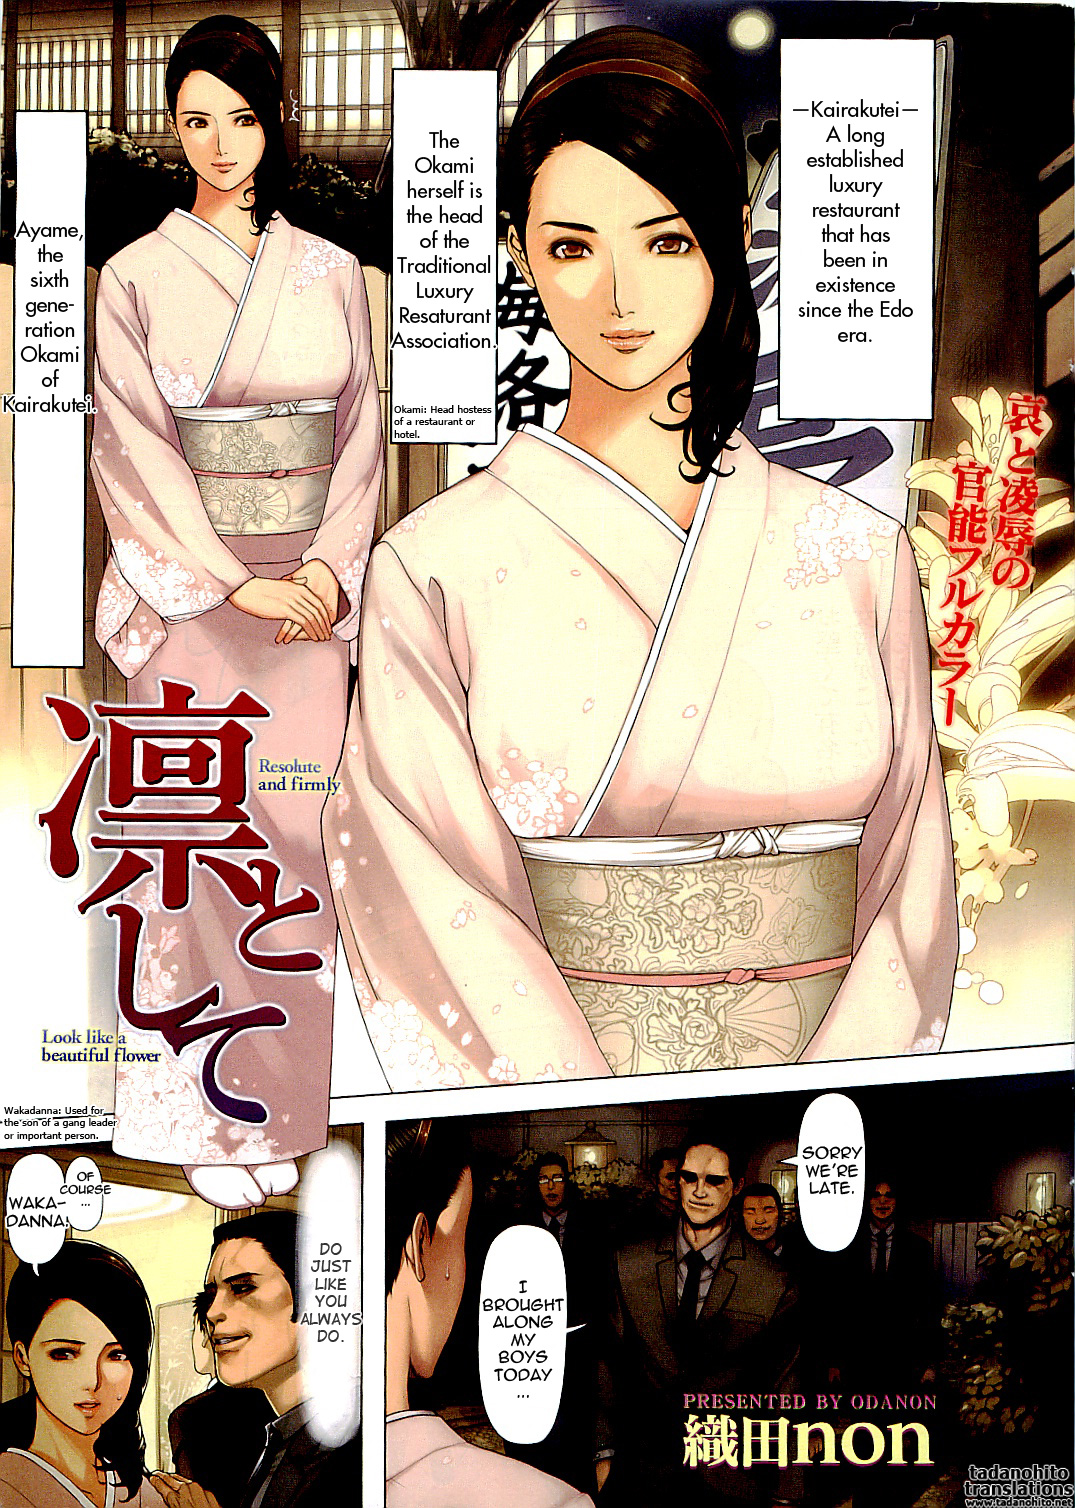 —Kairakutei—
A long
established
luxury
restaurant
that has
been in
existence
since the Edo
era.
The
Okami
herself is
the head
of the
Traditional
Luxury
Resaturant
Association.
Okami: Head hostess
of a restaurant or
hotel.
Ayame,
the
sixth
gene-
ration
Okami
of
Kairakutei.
哀と凌辱の
官能フルカラー
凛として
Resolute
and firmly
Look like a
beautiful flower
Wakadanna: Used for
the son of a gang leader
or important person.
SORRY
WE'RE
LATE.
I
BROUGHT
ALONG
MY
BOYS
TODAY
...
DO
JUST
LIKE
YOU
ALWAYS
DO.
OF
COURSE
...
WAKA-
DANNA.
PRESENTED BY ODANON
織田non
tadanohito
translations
www.tadanohito.net